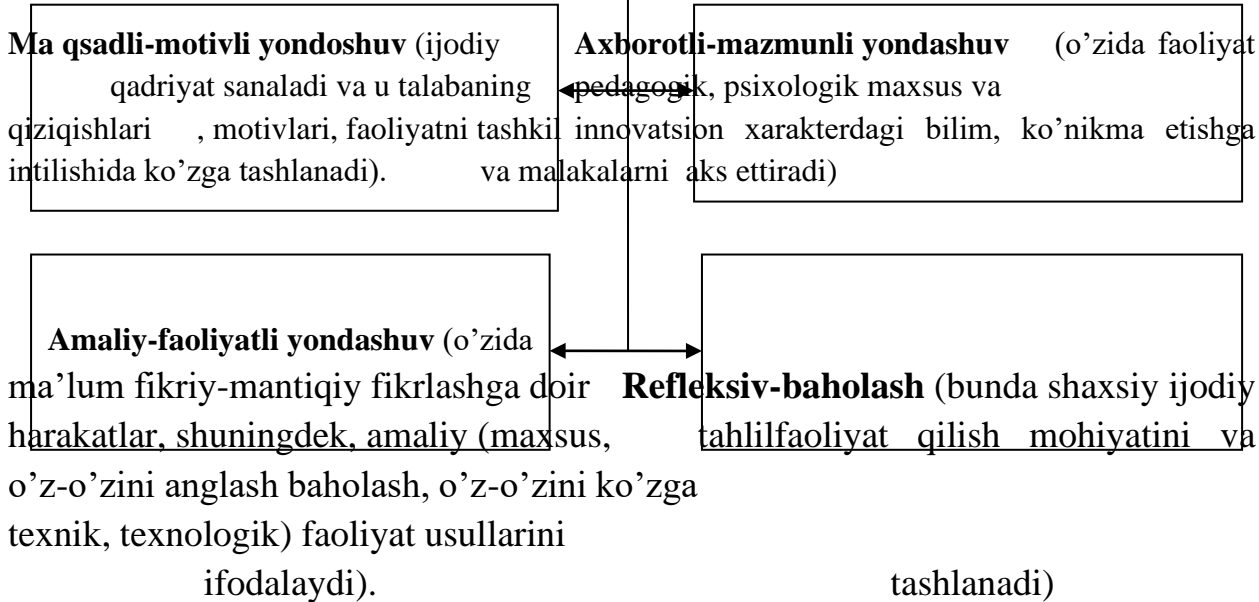 Ma qsadli-motivli yondoshuv (ijodiy Axborotli-mazmunli yondashuv (o’zida faoliyat
qadriyat sanaladi va u talabaning pedagogik, psixologik maxsus va
qiziqishlari , motivlari, faoliyatni tashkil innovatsion xarakterdagi bilim, ko’nikma etishga
intilishida ko’zga tashlanadi). va malakalarni aks ettiradi)
Amaliy-faoliyatli yondashuv (o’zida
ma’lum fikriy-mantiqiy fikrlashga doir Refleksiv-baholash (bunda shaxsiy ijodiy
harakatlar, shuningdek, amaliy (maxsus, tahlilfaoliyat qilish mohiyatini va
o’z-o’zini anglash baholash, o’z-o’zini ko’zga
texnik, texnologik) faoliyat usullarini
ifodalaydi). tashlanadi)